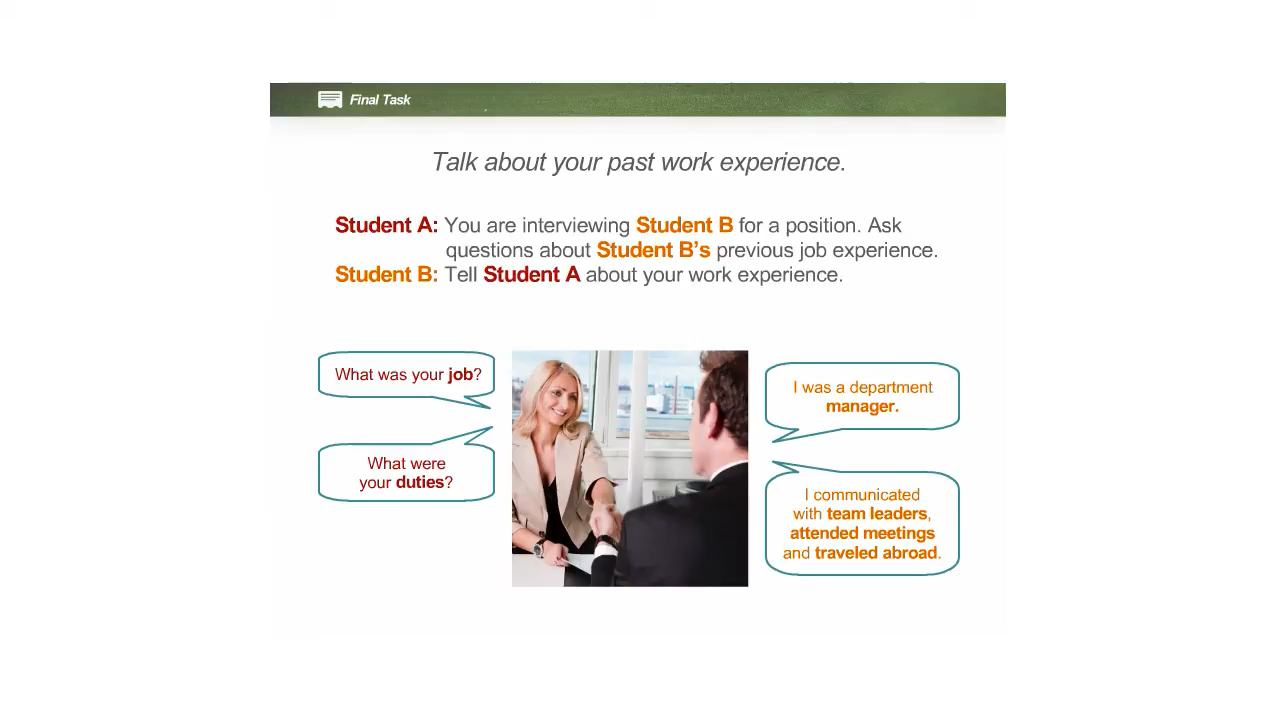 Final Task
Talk about your past work experience.
Student A: You are interviewing Student B for a position. Ask
questions about Student B's previous job experience.
Student B: Tell Student A about your work experience.
What was your job?
What were
your duties?
I was a department
manager.
I communicated
with team leaders,
attended meetings
and traveled abroad.